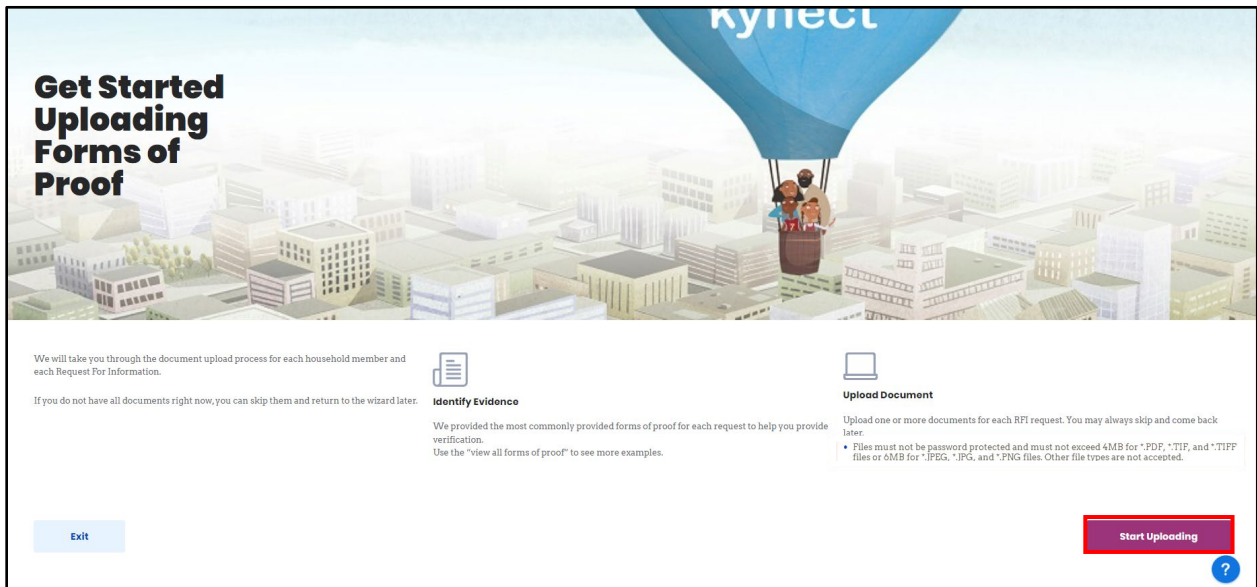 kynect
Get Started
Uploading
Forms of
Proof
We will take you through the document upload process for each household member and
each Request For Information.
If you do not have all documents right now, you can skip them and return to the wizard later.
Identify Evidence
We provided the most commonly provided forms of proof for each request to help you provide
verification.
Use the "view all forms of proof" to see more examples.
Upload Document
Upload one or more documents for each RFI request. You may always skip and come back
later.
• Files must not be password protected and must not exceed 4MB for *.PDF, *.TIF, and *.TIFF
files or 6MB for *.JPEG, *.JPG, and *.PNG files. Other file types are not accepted.
Exit
Start Uploading
?